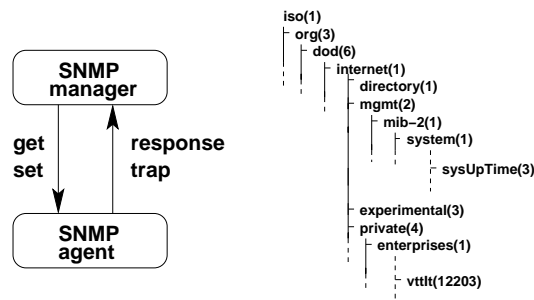 SNMP
manager
get
set
response
trap
SNMP
agent
iso(1)
org(3)
dod(6)
internet(1)
directory(1)
mgmt(2)
mib-2(1)
system(1)
sysUpTime(3)
experimental(3)
private(4)
enterprises(1)
vttlt(12203)